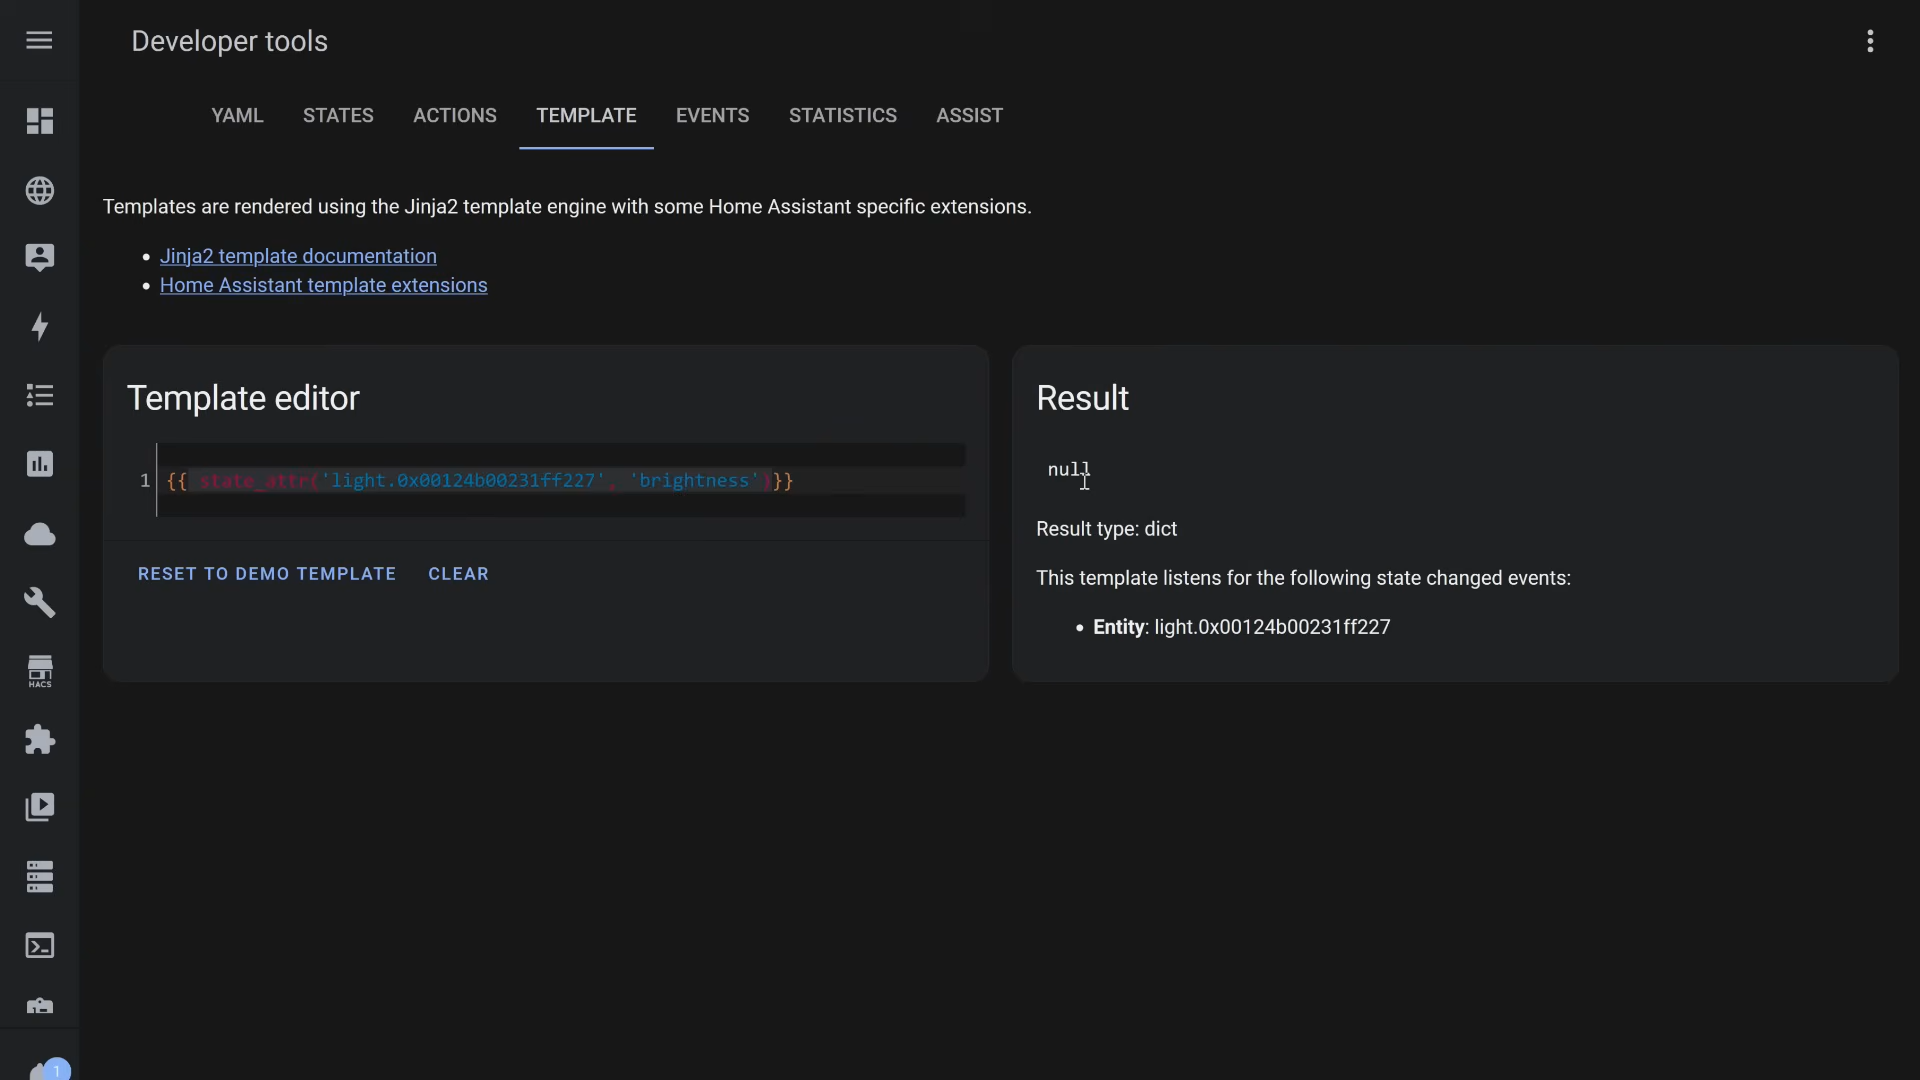 Developer tools
YAML STATES ACTIONS TEMPLATE EVENTS STATISTICS ASSIST
Templates are rendered using the Jinja2 template engine with some Home Assistant specific extensions.
Jinja2 template documentation
Home Assistant template extensions
Template editor
1 {{ state_attr('light.0x00124b00231ff227', 'brightness')}}
RESET TO DEMO TEMPLATE CLEAR
Result
null
Result type: dict
This template listens for the following state changed events:
Entity: light.0x00124b00231ff227
HACS
1